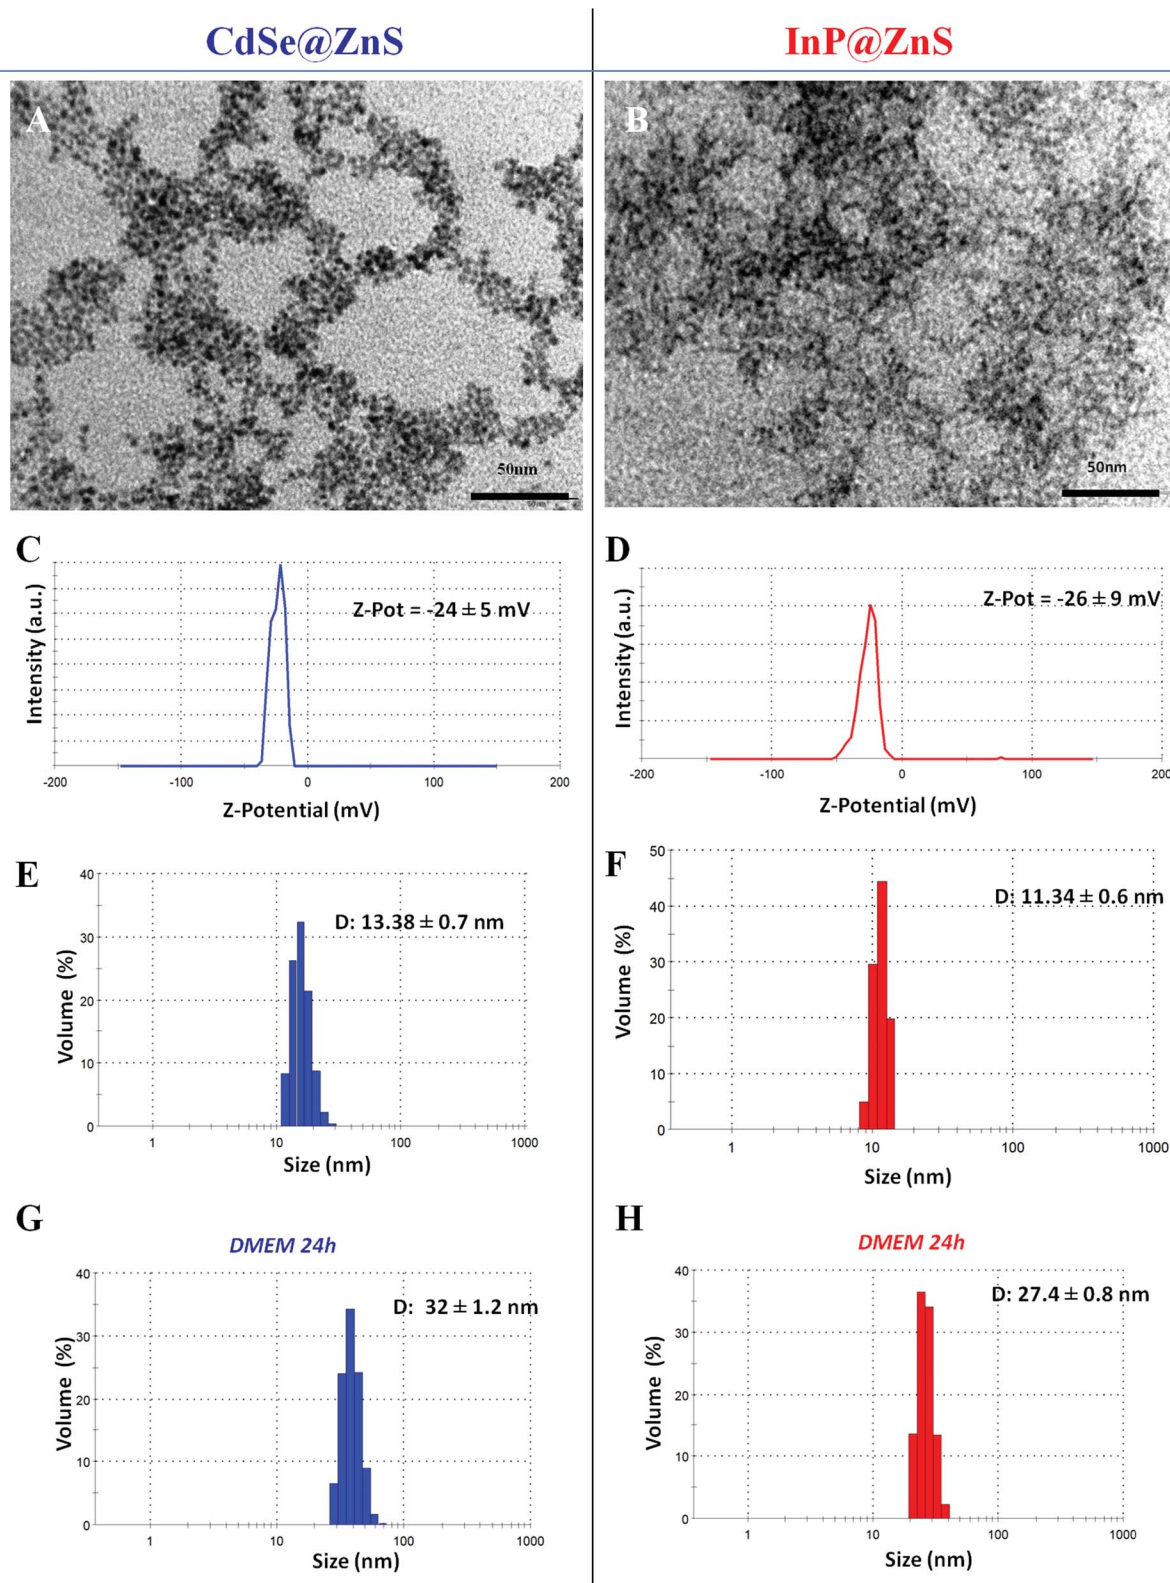 CdSe@ZnS
InP@ZnS
A
50nm
B
50nm
C
Intensity (a.u.)
Z-Pot = -24 ± 5 mV
-200 -100 0 100 200
Z-Potential (mV)
D
Intensity (a.u.)
Z-Pot = -26 ± 9 mV
-200 -100 0 100 200
Z-Potential (mV)
E
Volume (%)
40
30
20
10
0
D: 13.38 ± 0.7 nm
1 10 100 1000
Size (nm)
F
Volume (%)
50
40
30
20
10
0
D: 11.34 ± 0.6 nm
1 10 100 1000
Size (nm)
G
DMEM 24h
Volume (%)
40
30
20
10
0
D: 32 ± 1.2 nm
1 10 100 1000
Size (nm)
H
DMEM 24h
Volume (%)
40
30
20
10
0
D: 27.4 ± 0.8 nm
1 10 100 1000
Size (nm)